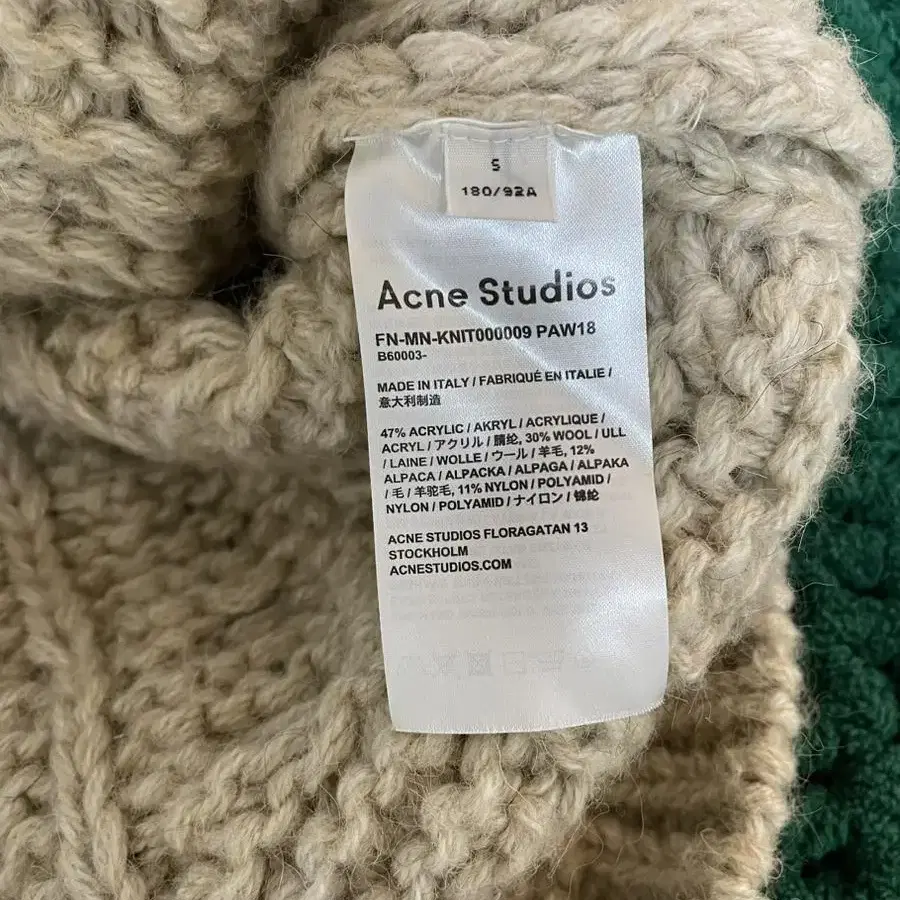 S
180/92A
Acne Studios
FN-MN-KNIT000009 PAW18
B60003-
MADE IN ITALY / FABRIQUÉ EN ITALIE /
意大利制造
47% ACRYLIC / AKRYL / ACRYLIQUE /
ACRYL / アクリル / 腈纶, 30% WOOL / ULL
/ LAINE / WOLLE / ウール / 羊毛, 12%
ALPACA / ALPACKA / ALPAGA / ALPAKA
/ 毛 / 羊驼毛, 11% NYLON / POLYAMID /
NYLON / POLYAMID / ナイロン / 锦纶
ACNE STUDIOS FLORAGATAN 13
STOCKHOLM
ACNESTUDIOS.COM